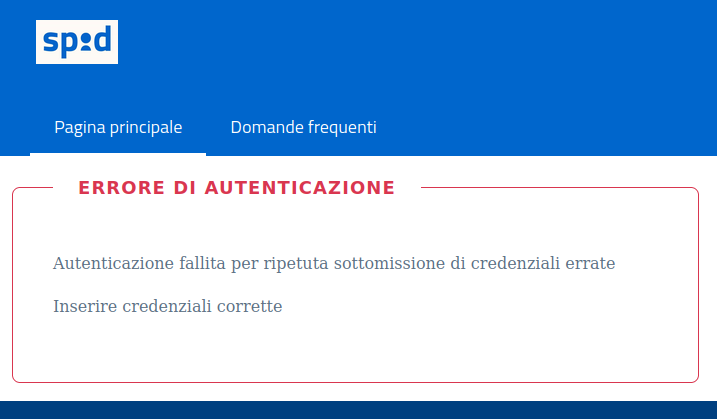 spid
Pagina principale
Domande frequenti
ERRORE DI AUTENTICAZIONE
Autenticazione fallita per ripetuta sottomissione di credenziali errate
Inserire credenziali corrette